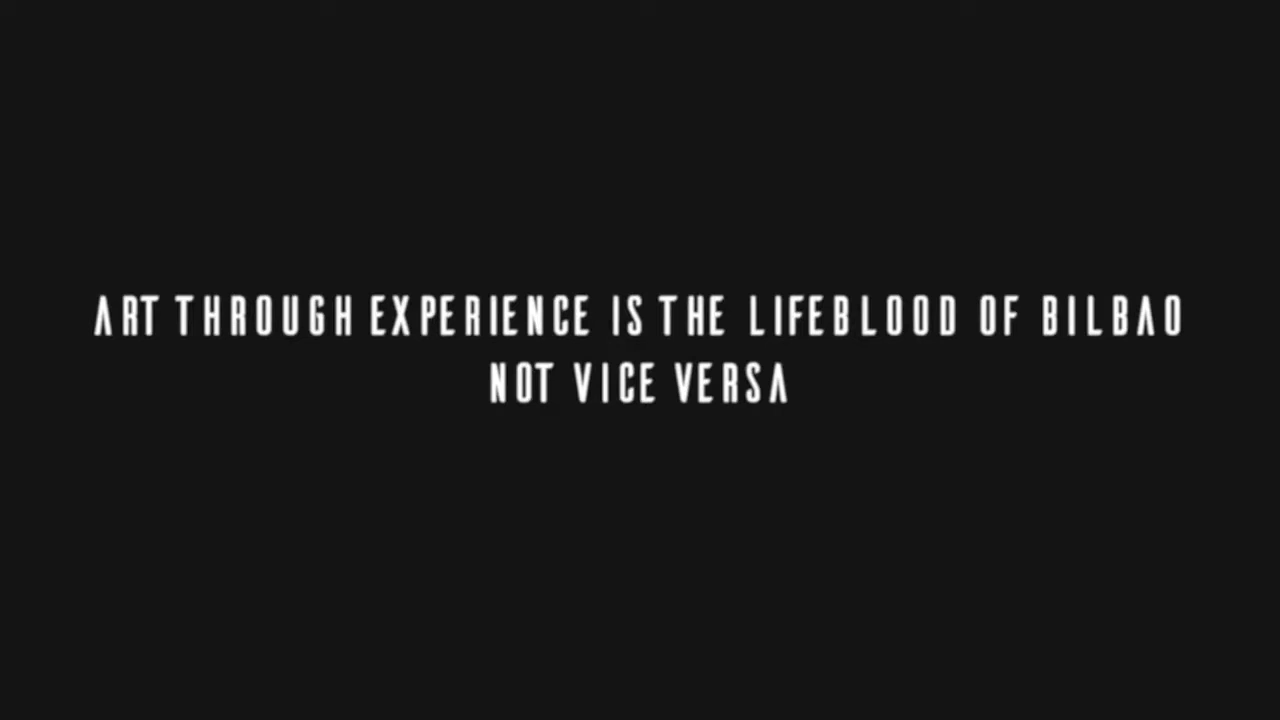 ART THROUGH EXPERIENCE IS THE LIFEBLOOD OF BILBAO
NOT VICE VERSA